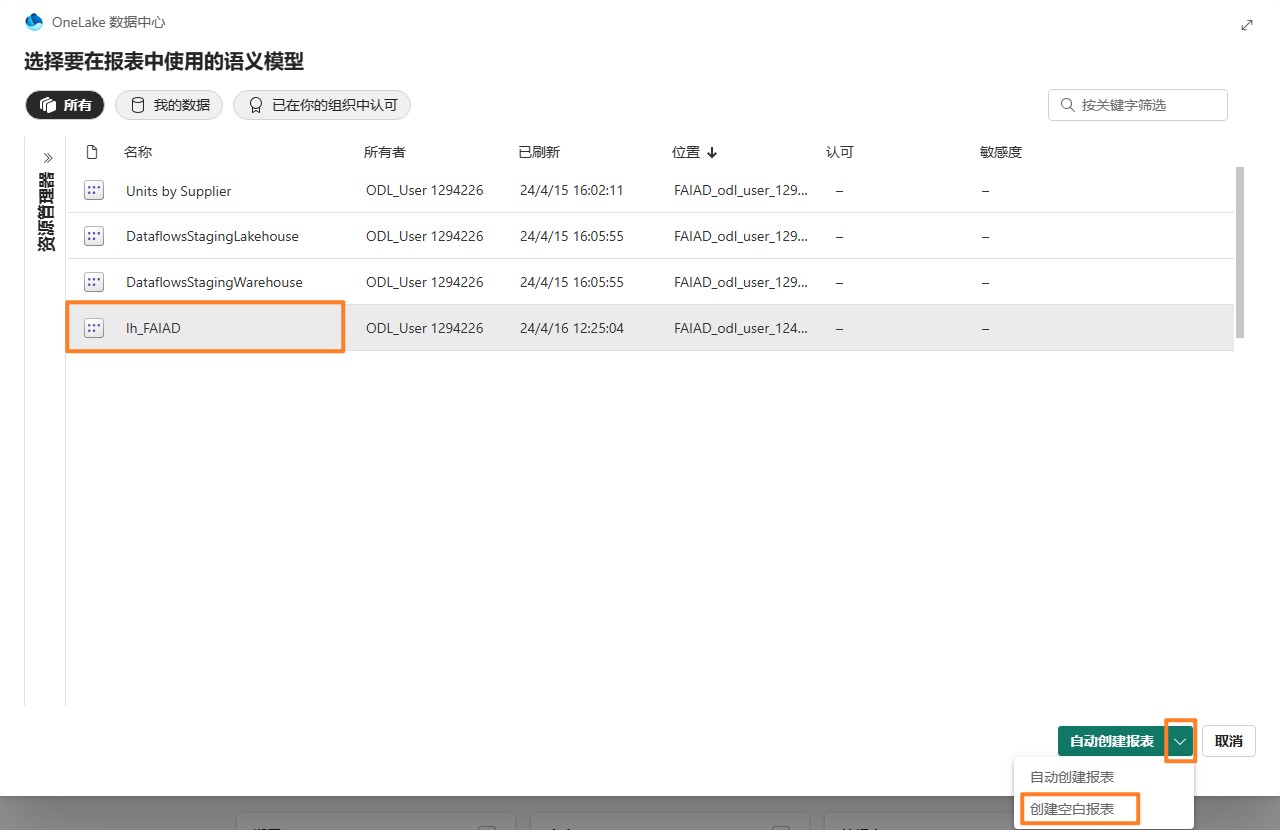 OneLake 数据中心
选择要在报表中使用的语义模型
所有 我的数据 已在你的组织中认可 按关键字筛选
资源管理器
名称 所有者 已刷新 位置 认可 敏感度
Units by Supplier ODL_User 1294226 24/4/15 16:02:11 FAIAD_odl_user_129... – –
DataflowsStagingLakehouse ODL_User 1294226 24/4/15 16:05:55 FAIAD_odl_user_129... – –
DataflowsStagingWarehouse ODL_User 1294226 24/4/15 16:05:55 FAIAD_odl_user_129... – –
lh_FAIAD ODL_User 1294226 24/4/16 12:25:04 FAIAD_odl_user_124... – –
自动创建报表 取消
自动创建报表
创建空白报表